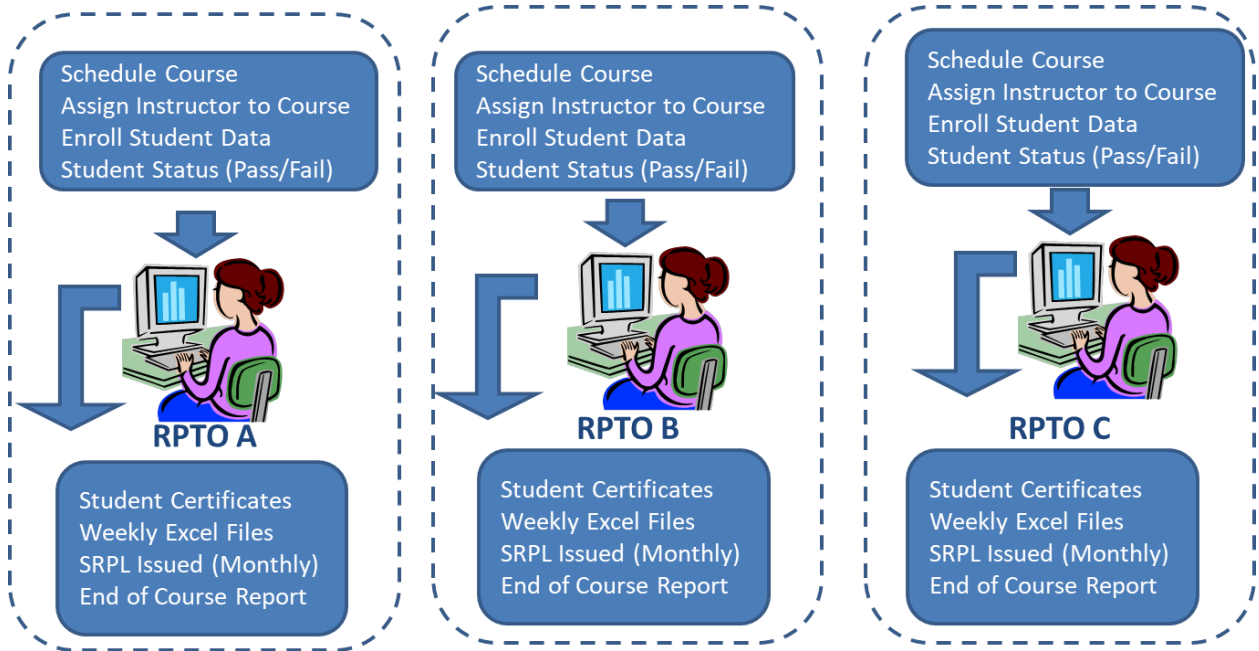 Schedule Course
Assign Instructor to Course
Enroll Student Data
Student Status (Pass/Fail)
RPTO A
Student Certificates
Weekly Excel Files
SRPL Issued (Monthly)
End of Course Report
Schedule Course
Assign Instructor to Course
Enroll Student Data
Student Status (Pass/Fail)
RPTO B
Student Certificates
Weekly Excel Files
SRPL Issued (Monthly)
End of Course Report
Schedule Course
Assign Instructor to Course
Enroll Student Data
Student Status (Pass/Fail)
RPTO C
Student Certificates
Weekly Excel Files
SRPL Issued (Monthly)
End of Course Report